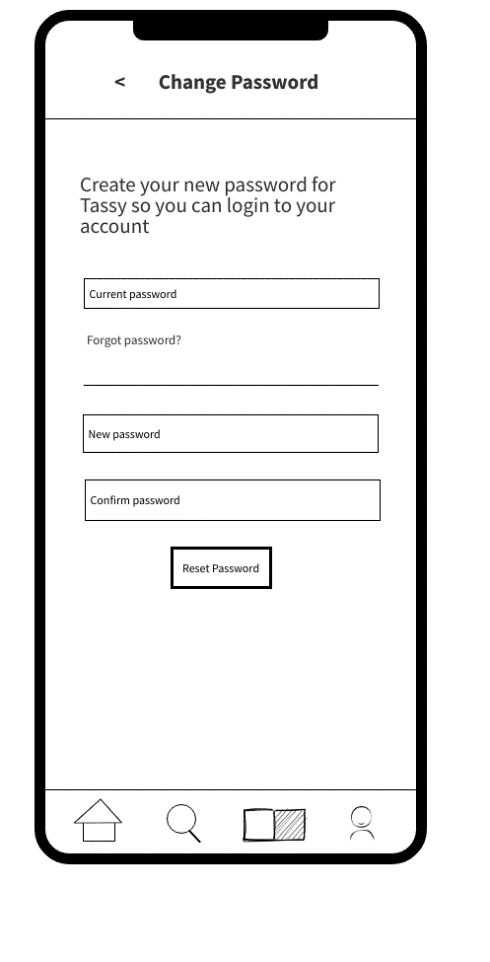 < Change Password
Create your new password for
Tassy so you can login to your
account
Current password
Forgot password?
New password
Confirm password
Reset Password